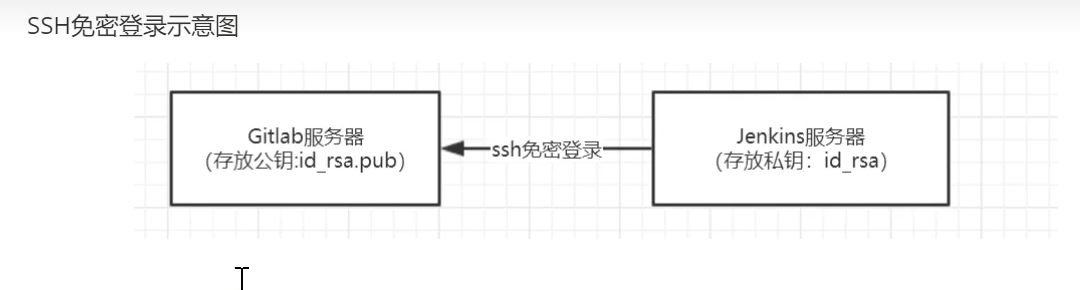 SSH免密登录示意图
Gitlab服务器
（存放公钥:id_rsa.pub）
ssh免密登录
Jenkins服务器
（存放私钥：id_rsa）